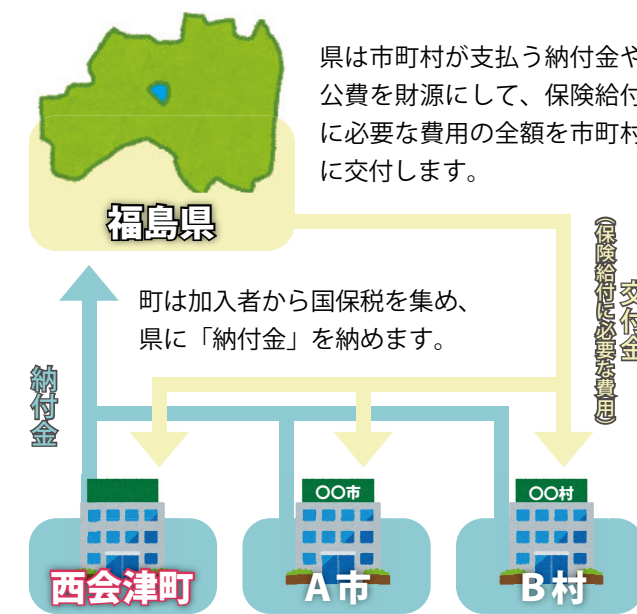 県は市町村が支払う納付金や
公費を財源にして、保険給付
に必要な費用の全額を市町村
に交付します。
福島県
町は加入者から国保税を集め、
県に「納付金」を納めます。
交付金
（保険給付に必要な費用）
納付金
〇〇市
〇〇村
西会津町
A市
B村